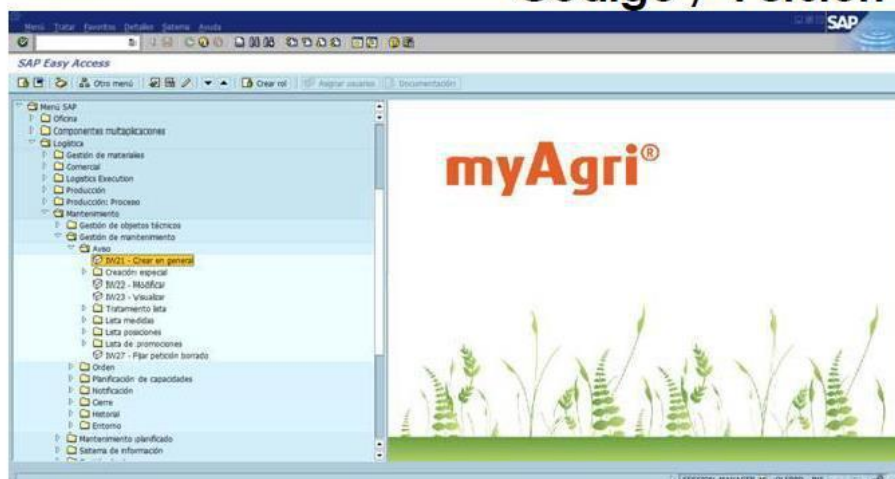 Código / Versión
Menú Tratar Favoritos Detalles Sistema Ayuda
SAP
SAP Easy Access
Otro menú Crear rol Asignar usuarios Documentación
Menú SAP
Oficina
Componentes multiaplicaciones
Logística
Gestión de materiales
Comercial
Logistics Execution
Producción
Producción: Proceso
Mantenimiento
Gestión de objetos técnicos
Gestión de mantenimiento
Aviso
IW21 - Crear en general
Creación especial
IW22 - Modificar
IW23 - Visualizar
Tratamiento lista
Lista medidas
Lista posiciones
Lista de promociones
IW27 - Fijar petición borrado
Orden
Planificación de capacidades
Notificación
Cierre
Historial
Entorno
Mantenimiento planificado
Sistema de información
myAgri®